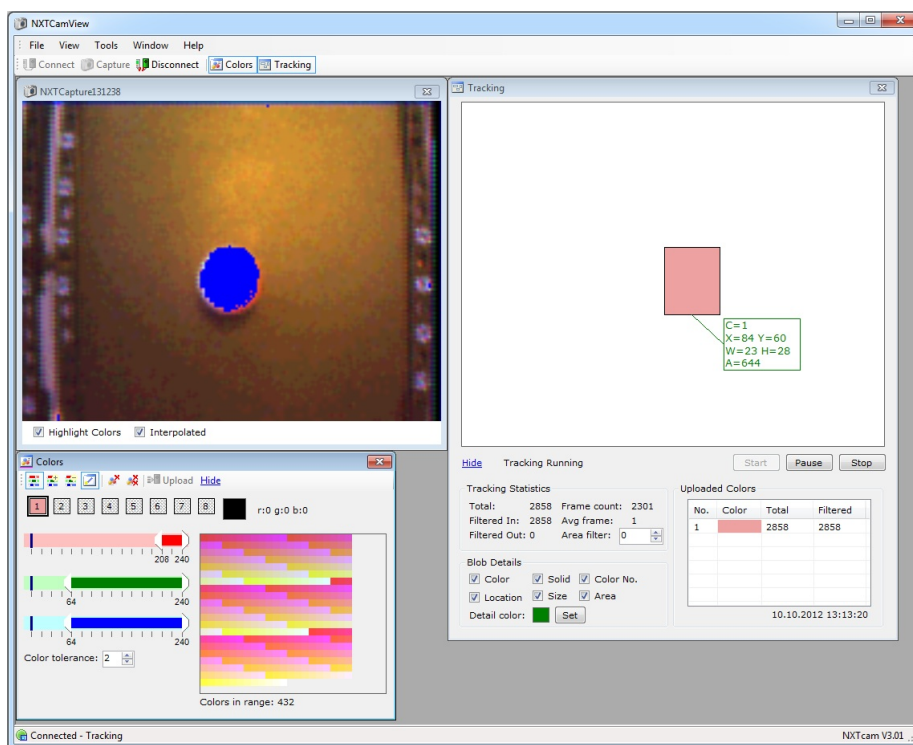 NXTCamView
File View Tools Window Help
Connect Capture Disconnect Colors Tracking
NXTCapture131238
Highlight Colors Interpolated
Tracking
C=1
X=84 Y=60
W=23 H=28
A=644
Hide Tracking Running Start Pause Stop
Tracking Statistics
Total: 2858 Frame count: 2301
Filtered In: 2858 Avg frame: 1
Filtered Out: 0 Area filter: 0
Blob Details
Color Solid Color No.
Location Size Area
Detail color: Set
Uploaded Colors
No. Color Total Filtered
1 2858 2858
10.10.2012 13:13:20
Colors
Upload Hide
1 2 3 4 5 6 7 8 r:0 g:0 b:0
208 240
64 240
64 240
Color tolerance: 2
Colors in range: 432
Connected - Tracking NXTcam V3.01